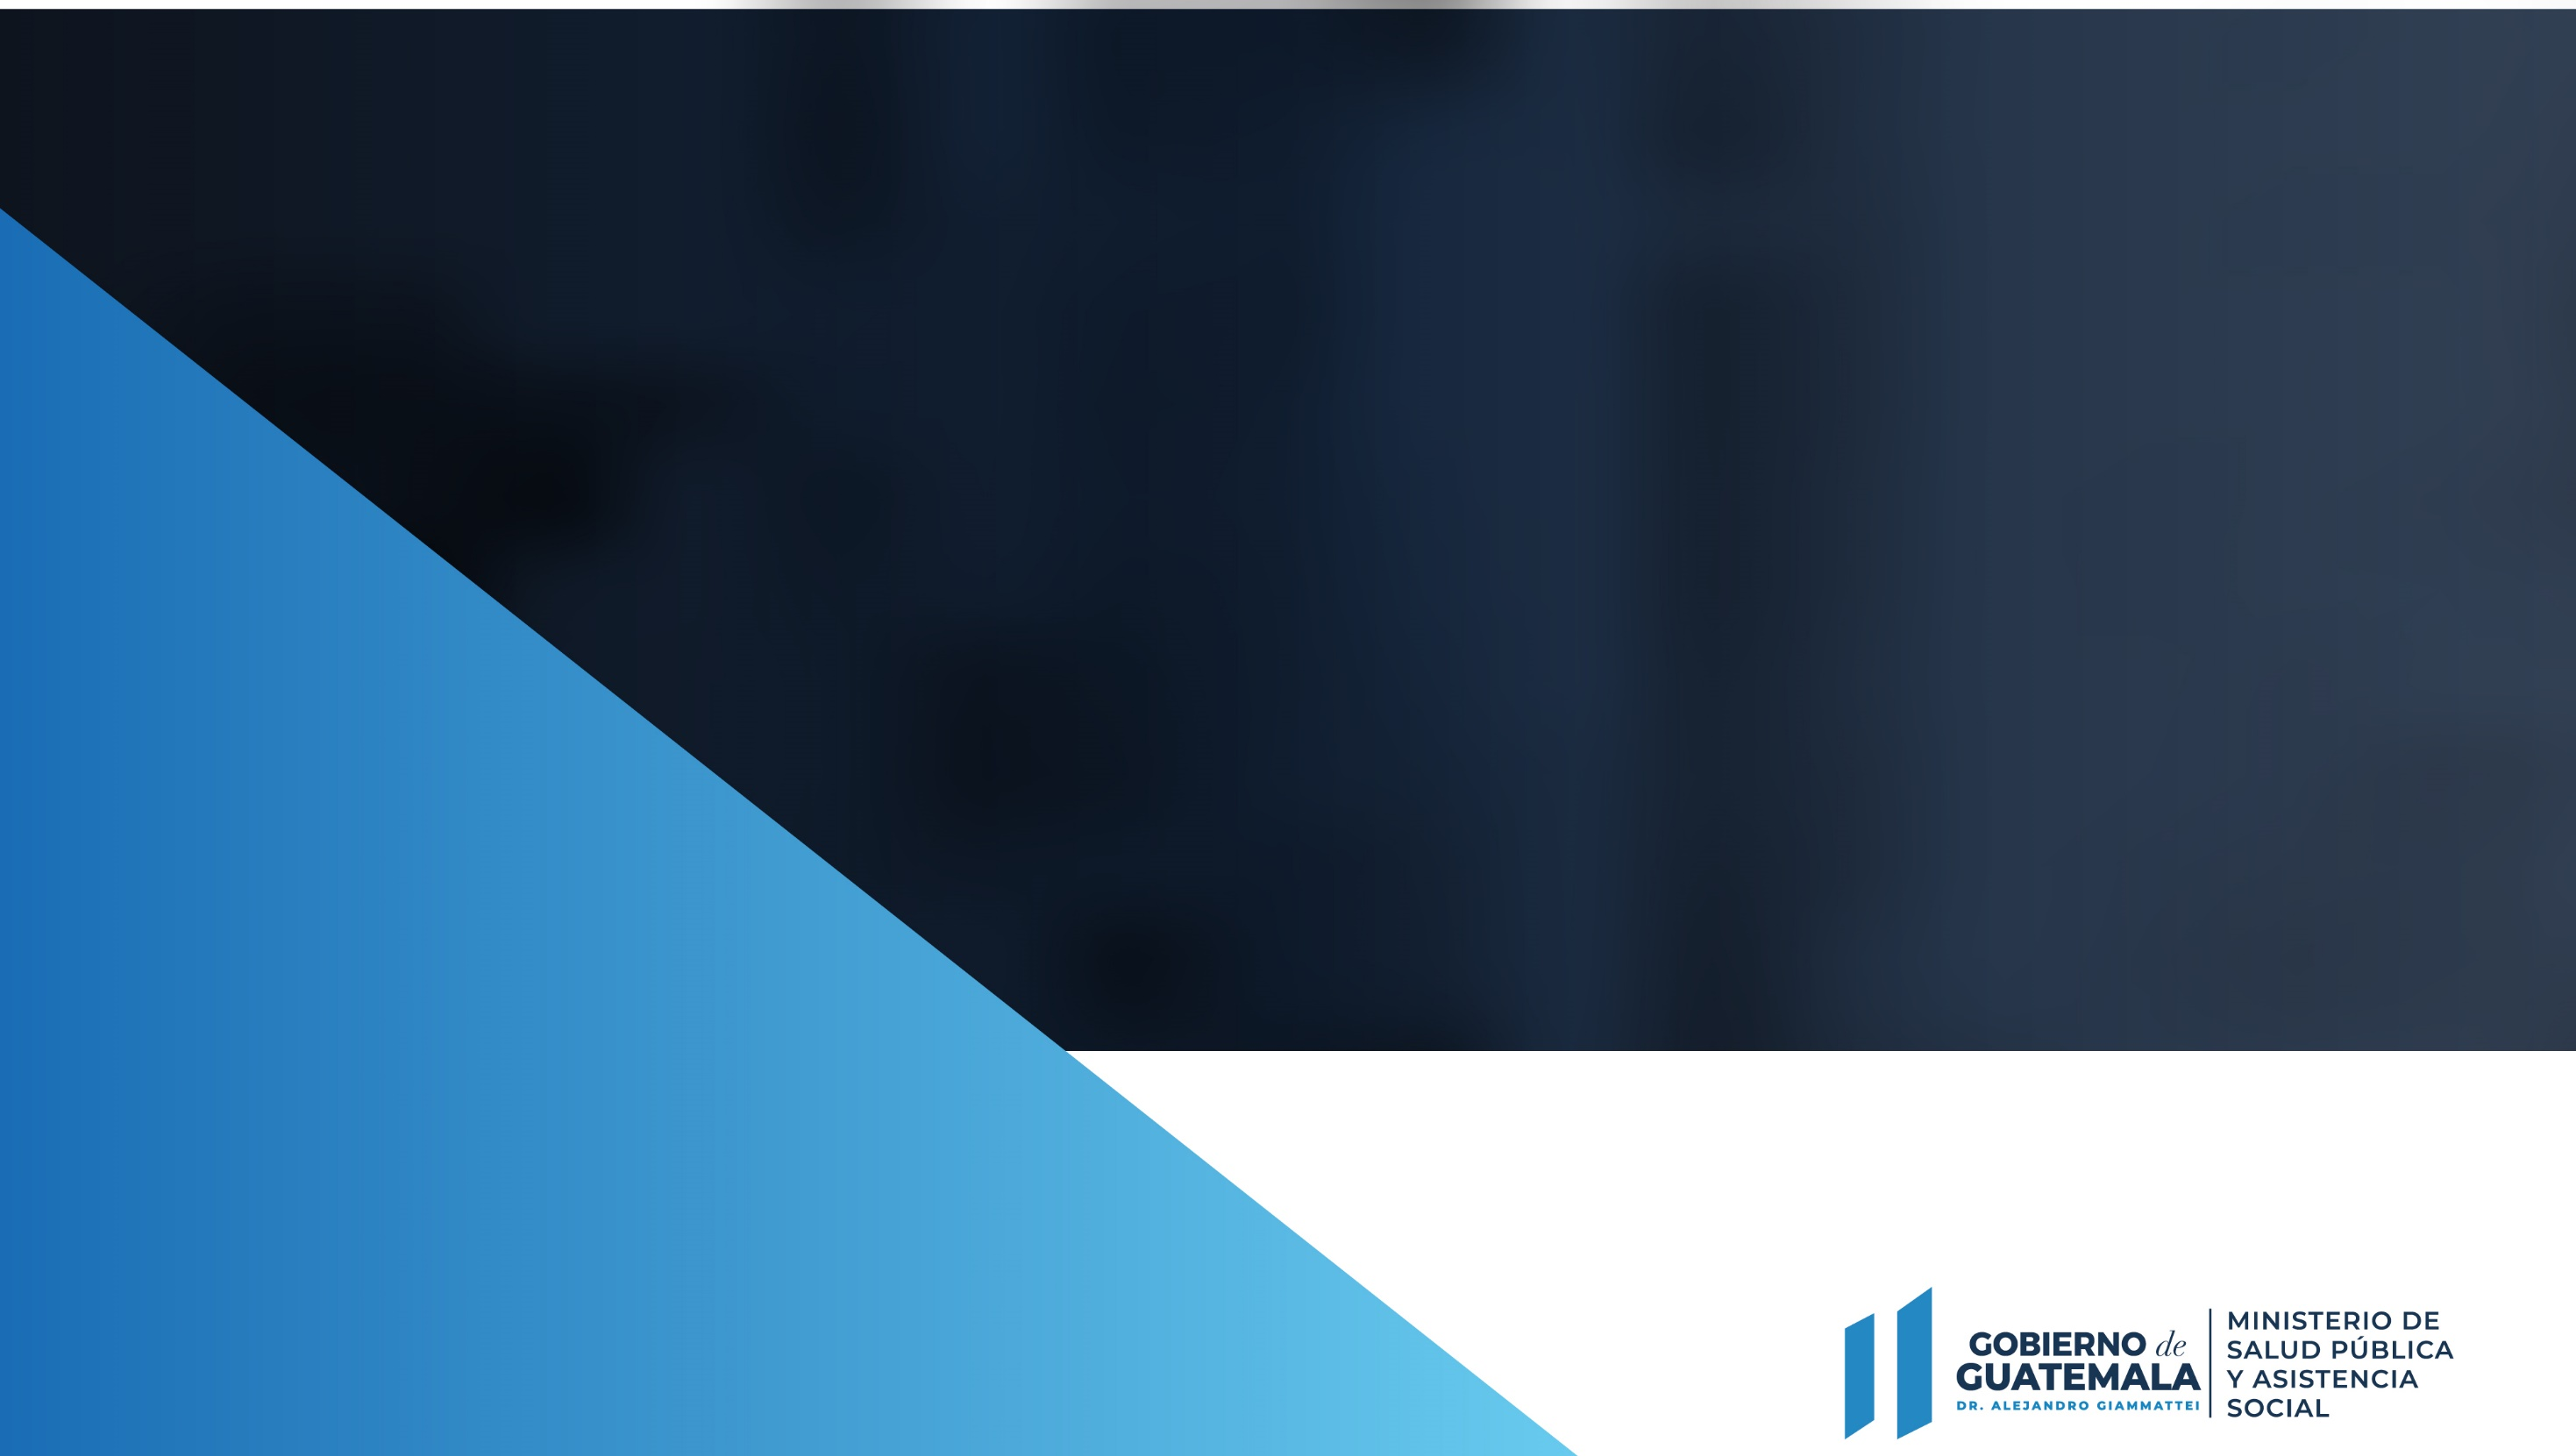 GOBIERNO de
GUATEMALA
DR. ALEJANDRO GIAMMATTEI
MINISTERIO DE
SALUD PÚBLICA
Y ASISTENCIA
SOCIAL